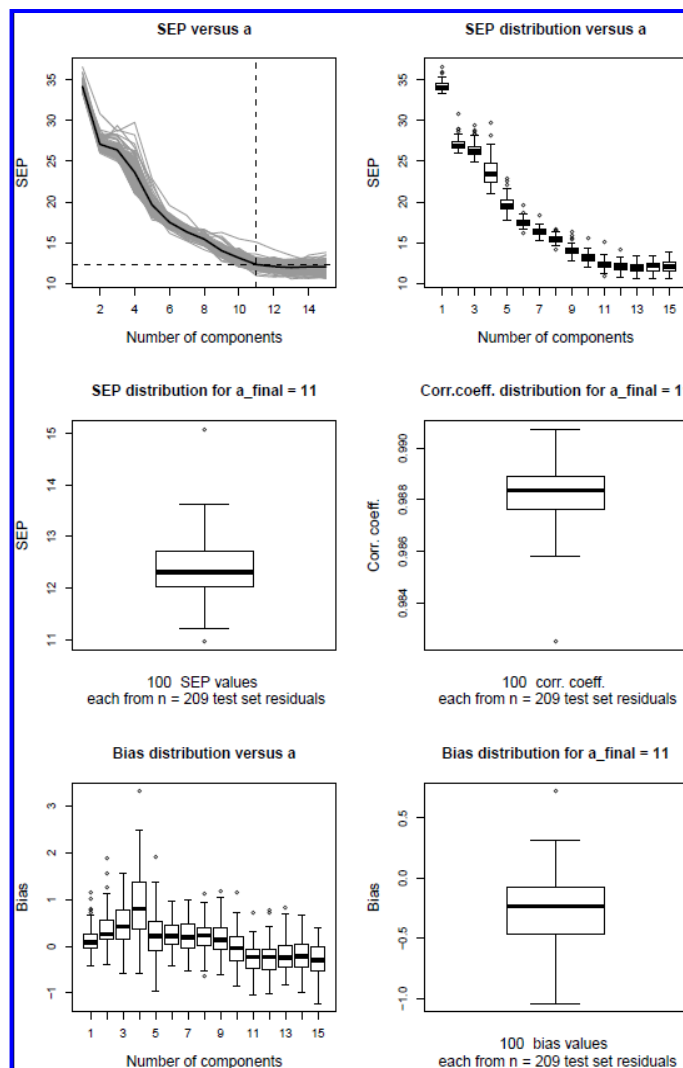 SEP versus a
SEP distribution versus a
SEP
35
30
25
20
15
10
2 4 6 8 10 12 14
Number of components
SEP
35
30
25
20
15
10
1 3 5 7 9 11 13 15
Number of components
SEP distribution for a_final = 11
Corr.coeff. distribution for a_final = 1
SEP
15
14
13
12
11
100 SEP values
each from n = 209 test set residuals
Corr. coeff.
0.990
0.988
0.986
0.984
100 corr. coeff.
each from n = 209 test set residuals
Bias distribution versus a
Bias distribution for a_final = 11
Bias
3
2
1
0
−1
1 3 5 7 9 11 13 15
Number of components
Bias
0.5
0.0
−0.5
−1.0
100 bias values
each from n = 209 test set residuals